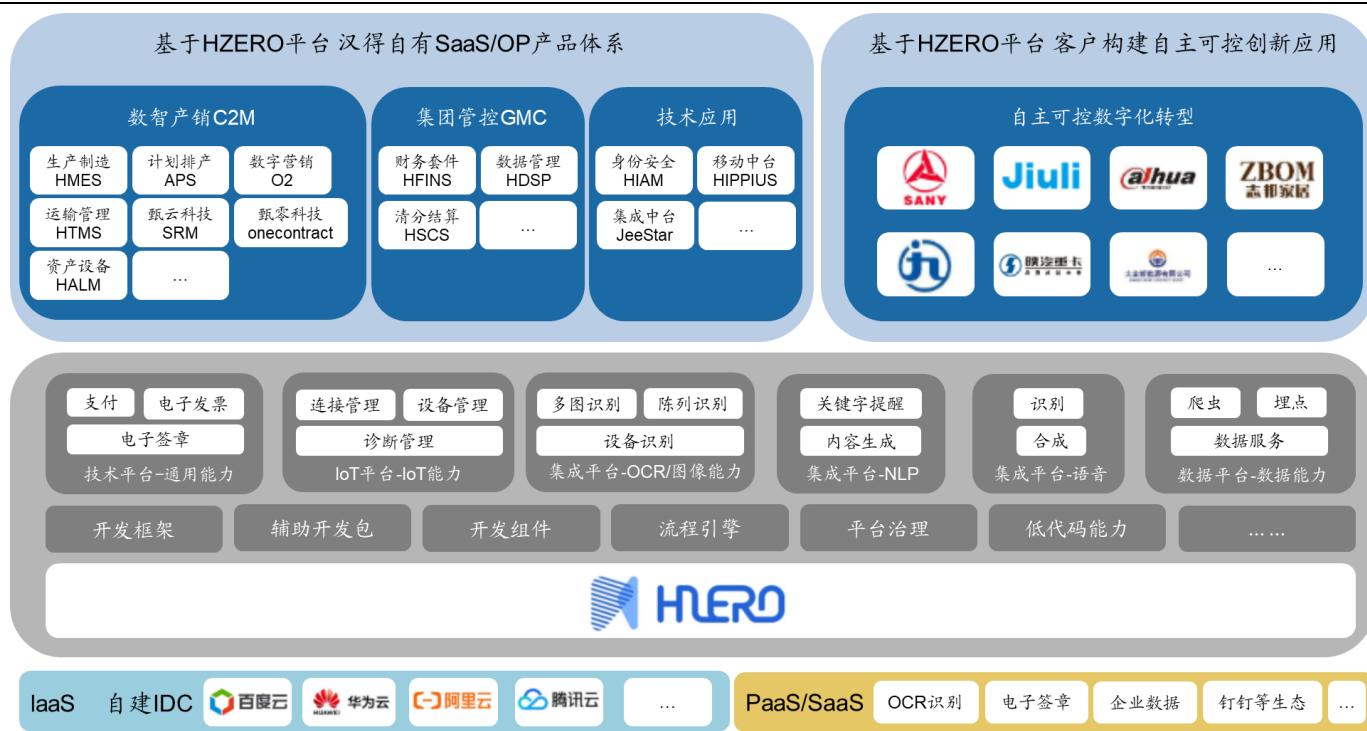 基于HZERO平台 汉得自有SaaS/OP产品体系
数智产销C2M
生产制造
HMES
计划排产
APS
数字营销
O2
运输管理
HTMS
甄云科技
SRM
甄零科技
onecontract
资产设备
HALM
...
集团管控GMC
财务套件
HFINS
数据管理
HDSP
清分结算
HSCS
...
技术应用
身份安全
HIAM
移动中台
HIPPIUS
集成中台
JeeStar
...
基于HZERO平台 客户构建自主可控创新应用
自主可控数字化转型
SANY
Jiuli
alhua
ZBOM
志邦家居
陕汽重卡
...
支付
电子发票
电子签章
技术平台-通用能力
连接管理
设备管理
诊断管理
IoT平台-IoT能力
多图识别
陈列识别
设备识别
集成平台-OCR/图像能力
关键字提醒
内容生成
集成平台-NLP
识别
合成
集成平台-语音
爬虫
埋点
数据服务
数据平台-数据能力
开发框架
辅助开发包
开发组件
流程引擎
平台治理
低代码能力
... ...
HZERO
IaaS
自建IDC
百度云
HUAWEI
华为云
阿里云
腾讯云
...
PaaS/SaaS
OCR识别
电子签章
企业数据
钉钉等生态
...